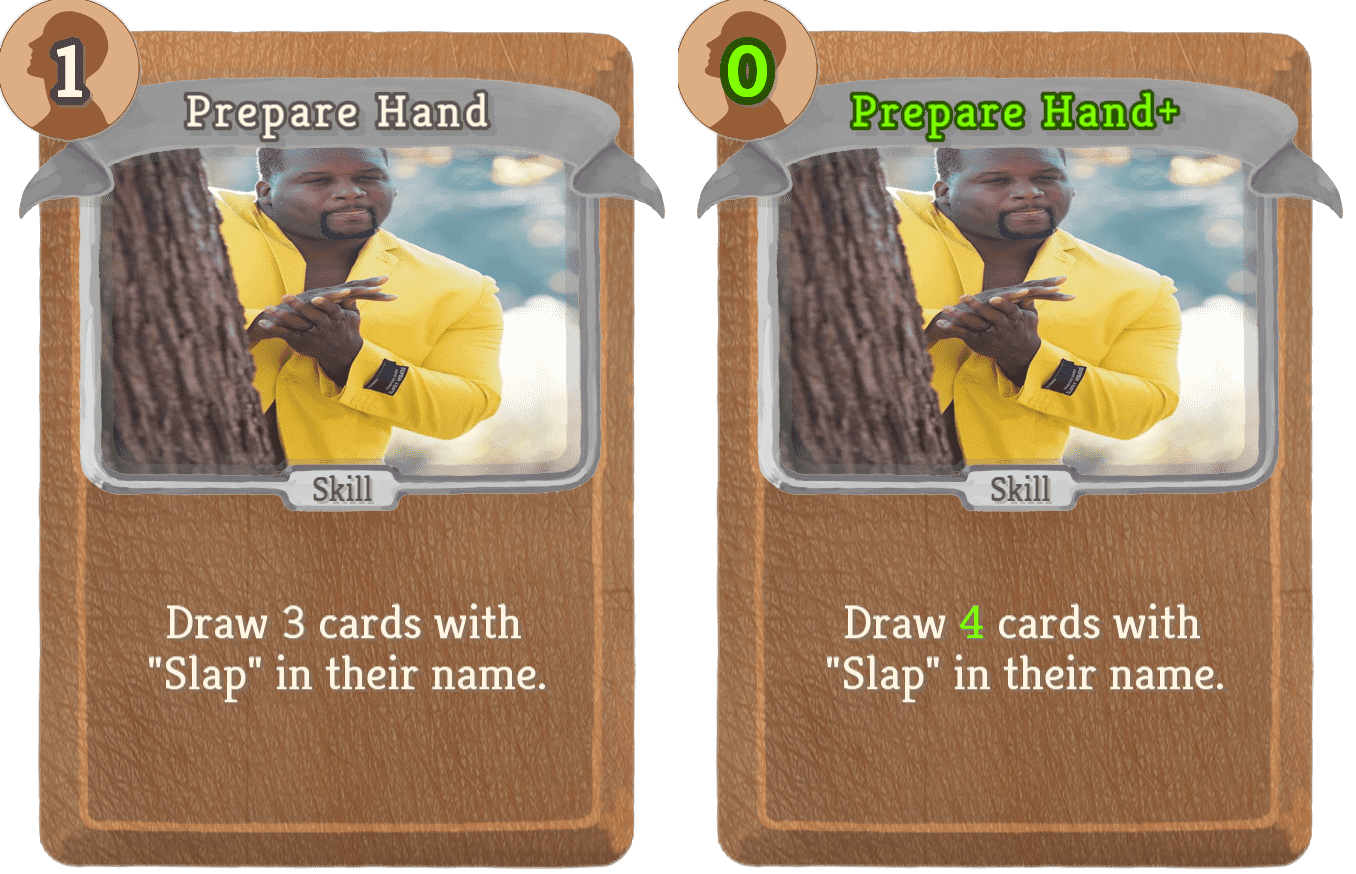 1
Prepare Hand
Skill
Draw 3 cards with
"Slap" in their name.
0
Prepare Hand+
Skill
Draw 4 cards with
"Slap" in their name.